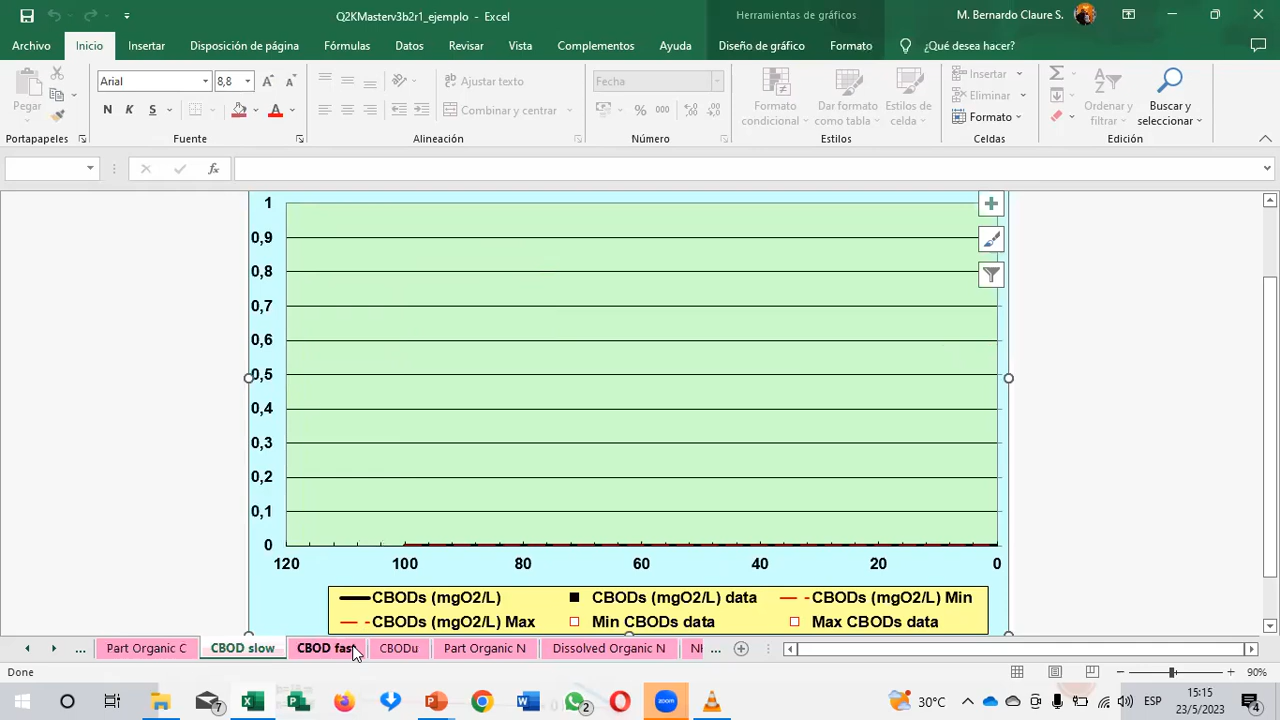 Q2KMasterv3b2r1_ejemplo - Excel
Herramientas de gráficos
M. Bernardo Claure S.
Archivo Inicio Insertar Disposición de página Fórmulas Datos Revisar Vista Complementos Ayuda Diseño de gráfico Formato ¿Qué desea hacer?
Pegar
Arial 8,8
N K S
Ajustar texto
Combinar y centrar
Fecha
% 000
Formato condicional
Dar formato como tabla
Estilos de celda
Insertar
Eliminar
Formato
Ordenar y filtrar
Buscar y seleccionar
Portapapeles Fuente Alineación Número Estilos Celdas Edición
fx
1
0,9
0,8
0,7
0,6
0,5
0,4
0,3
0,2
0,1
0
120 100 80 60 40 20 0
CBODs (mgO2/L) CBODs (mgO2/L) data CBODs (mgO2/L) Min
CBODs (mgO2/L) Max Min CBODs data Max CBODs data
... Part Organic C CBOD slow CBOD fast CBODu Part Organic N Dissolved Organic N ...
Done
90%
7
2
30°C
ESP
15:15
23/5/2023
4
zoom